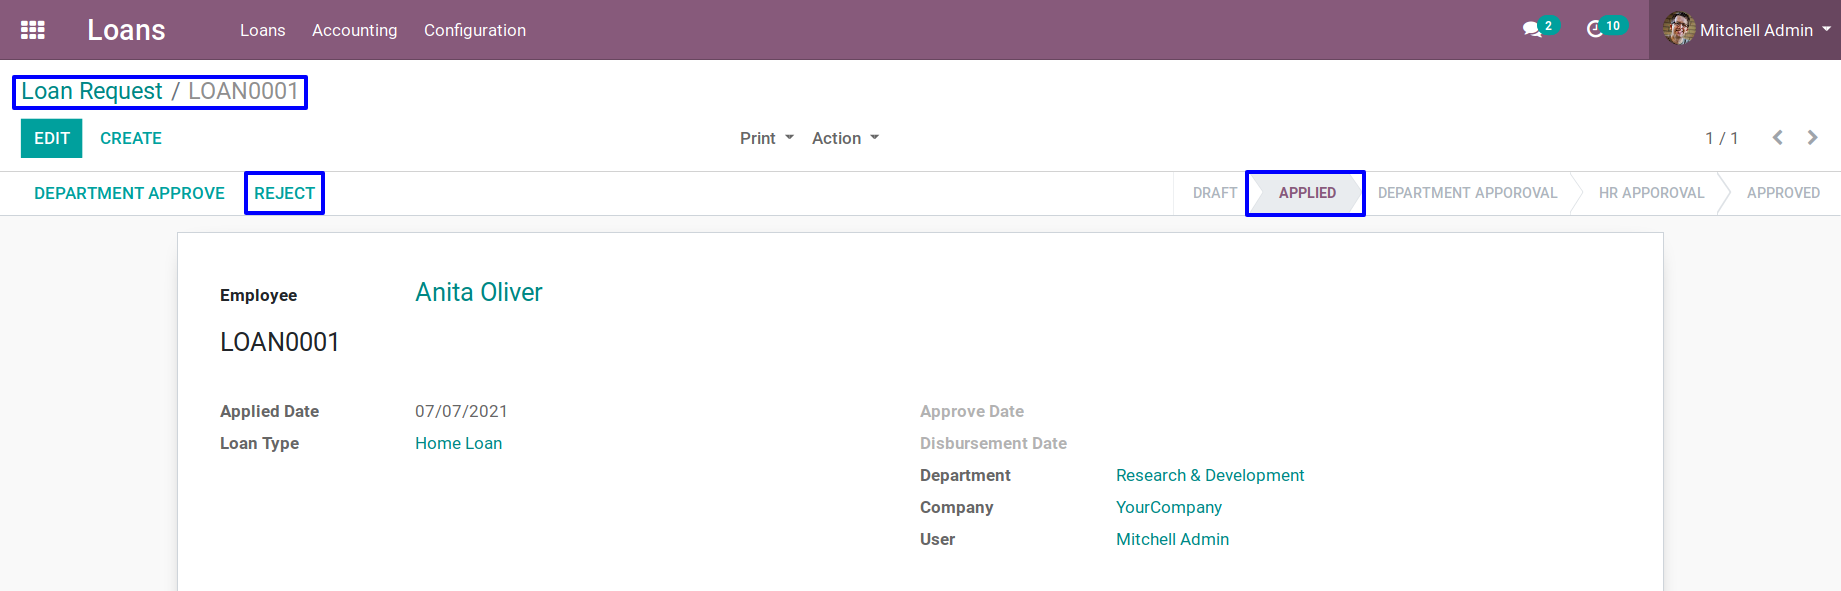 Loans Loans Accounting Configuration 2 10 Mitchell Admin
Loan Request / LOAN0001
EDIT CREATE Print Action 1 / 1
DEPARTMENT APPROVE REJECT DRAFT APPLIED DEPARTMENT APPOROVAL HR APPOROVAL APPROVED
Employee Anita Oliver
LOAN0001
Applied Date 07/07/2021 Approve Date
Loan Type Home Loan Disbursement Date
Department Research & Development
Company YourCompany
User Mitchell Admin